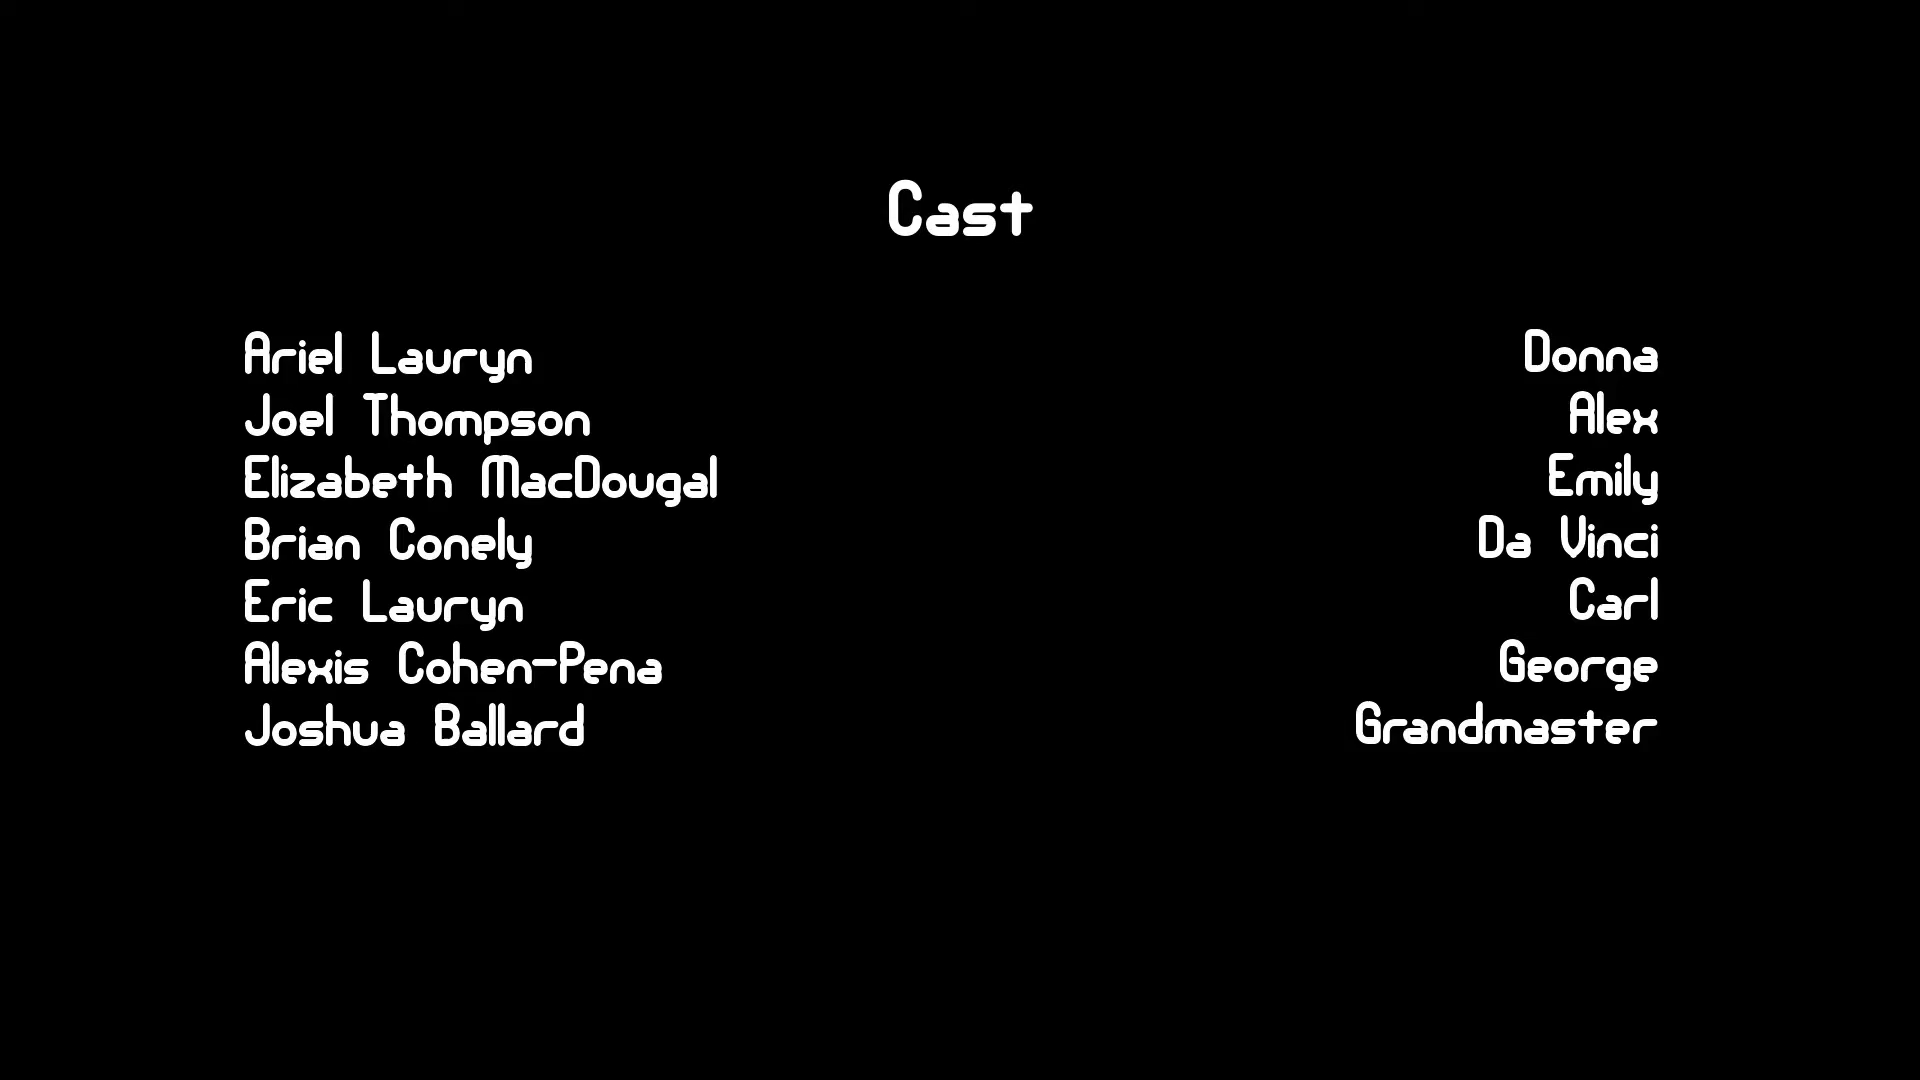 Cast
Ariel Lauryn Donna
Joel Thompson Alex
Elizabeth MacDougal Emily
Brian Conely Da Vinci
Eric Lauryn Carl
Alexis Cohen-Pena George
Joshua Ballard Grandmaster